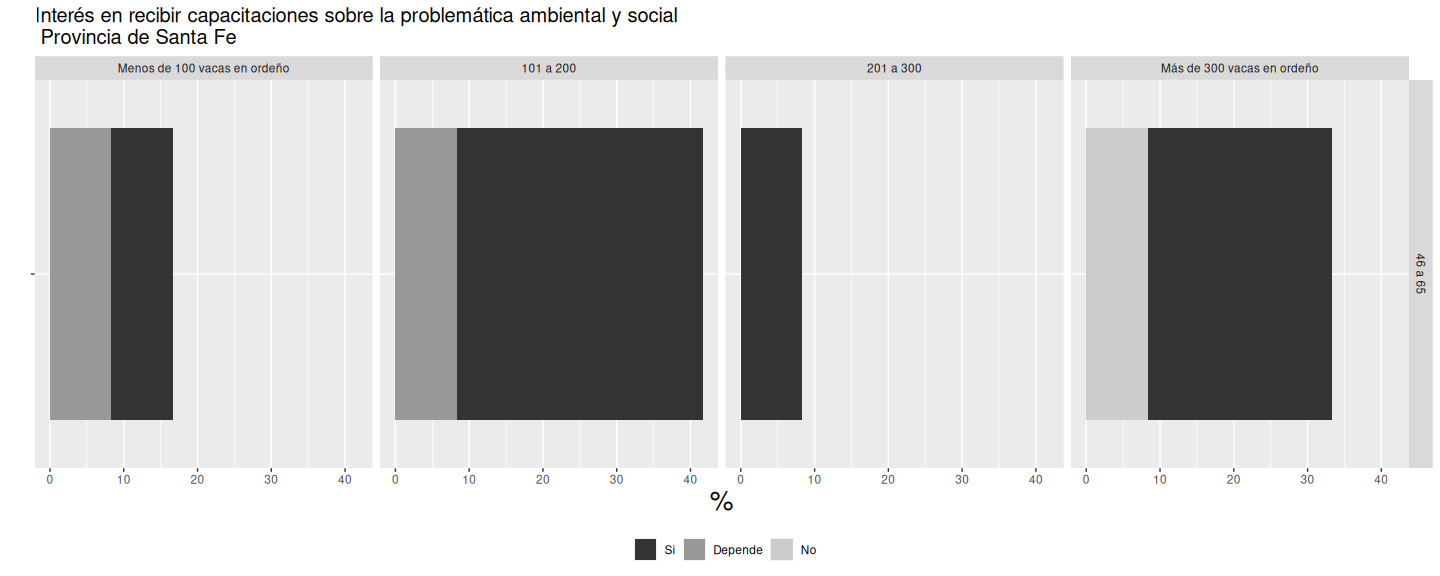 Interés en recibir capacitaciones sobre la problemática ambiental y social
Provincia de Santa Fe
Menos de 100 vacas en ordeño
101 a 200
201 a 300
Más de 300 vacas en ordeño
46 a 65
0 10 20 30 40
0 10 20 30 40
0 10 20 30 40
0 10 20 30 40
%
Si Depende No